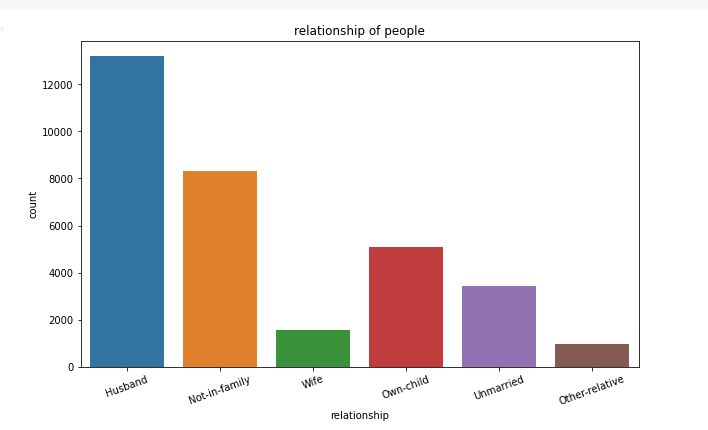 relationship of people
12000
10000
8000
6000
4000
2000
0
count
Husband
Not-in-family
Wife
Own-child
Unmarried
Other-relative
relationship